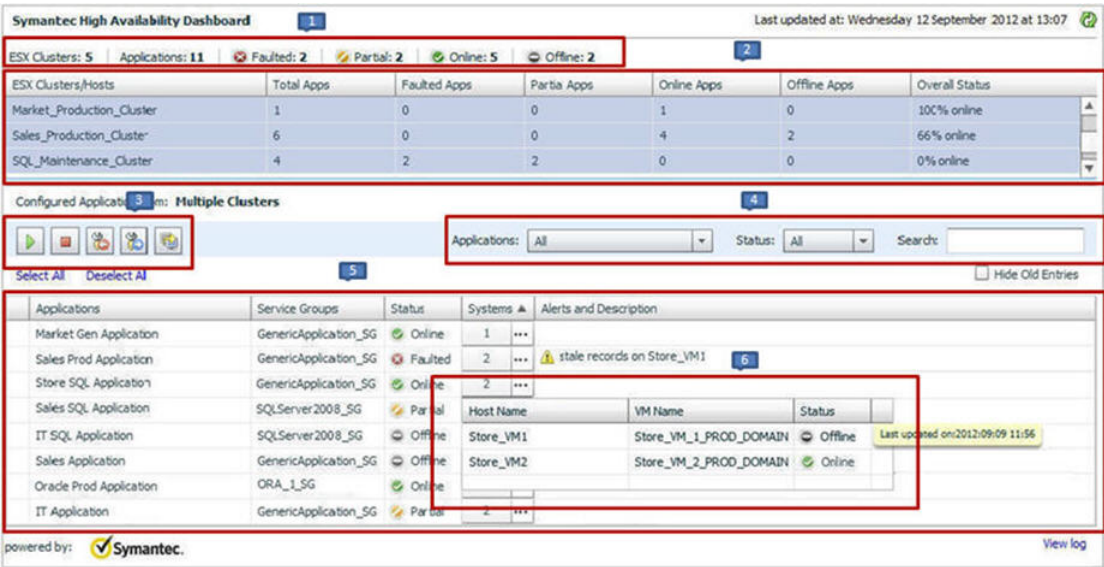 Symantec High Availability Dashboard 1 Last updated at: Wednesday 12 September 2012 at 13:07
2
ESX Clusters: 5 Applications: 11 Faulted: 2 Partial: 2 Online: 5 Offline: 2
ESX Clusters/Hosts Total Apps Faulted Apps Partia Apps Online Apps Offline Apps Overall Status
Market_Production_Cluster 1 0 0 1 0 100% online
Sales_Production_Cluster 6 0 0 4 2 66% online
SQL_Maintenance_Cluster 4 2 2 0 0 0% online
Configured Applicatio 3 m: Multiple Clusters 4
Applications: All Status: All Search:
Select All Deselect Al 5 Hide Old Entries
Applications Service Groups Status Systems Alerts and Description
Market Gen Application GenericApplication_SG Online 1 ...
Sales Prod Application GenericApplication_SG Faulted 2 ... stale records on Store_VM1
6
Store SQL Application GenericApplication_SG Online 2 ...
Sales SQL Application SQLServer2008_SG Partial
IT SQL Application SQLServer2008_SG Offline
Sales Application GenericApplication_SG Offline
Oracle Prod Application ORA_1_SG Online
IT Application GenericApplication_SG Partial 2 ...
Host Name VM Name Status
Store_VM1 Store_VM_1_PROD_DOMAIN Offline
Last updated on:2012:09:09 11:56
Store_VM2 Store_VM_2_PROD_DOMAIN Online
powered by: Symantec. View log